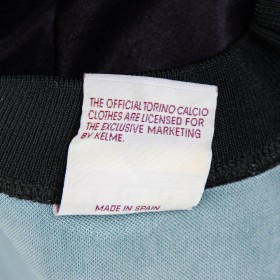 THE OFFICIAL TORINO CALCIO
CLOTHES ARE LICENSED FOR
THE EXCLUSIVE MARKETING
BY KELME.
MADE IN SPAIN